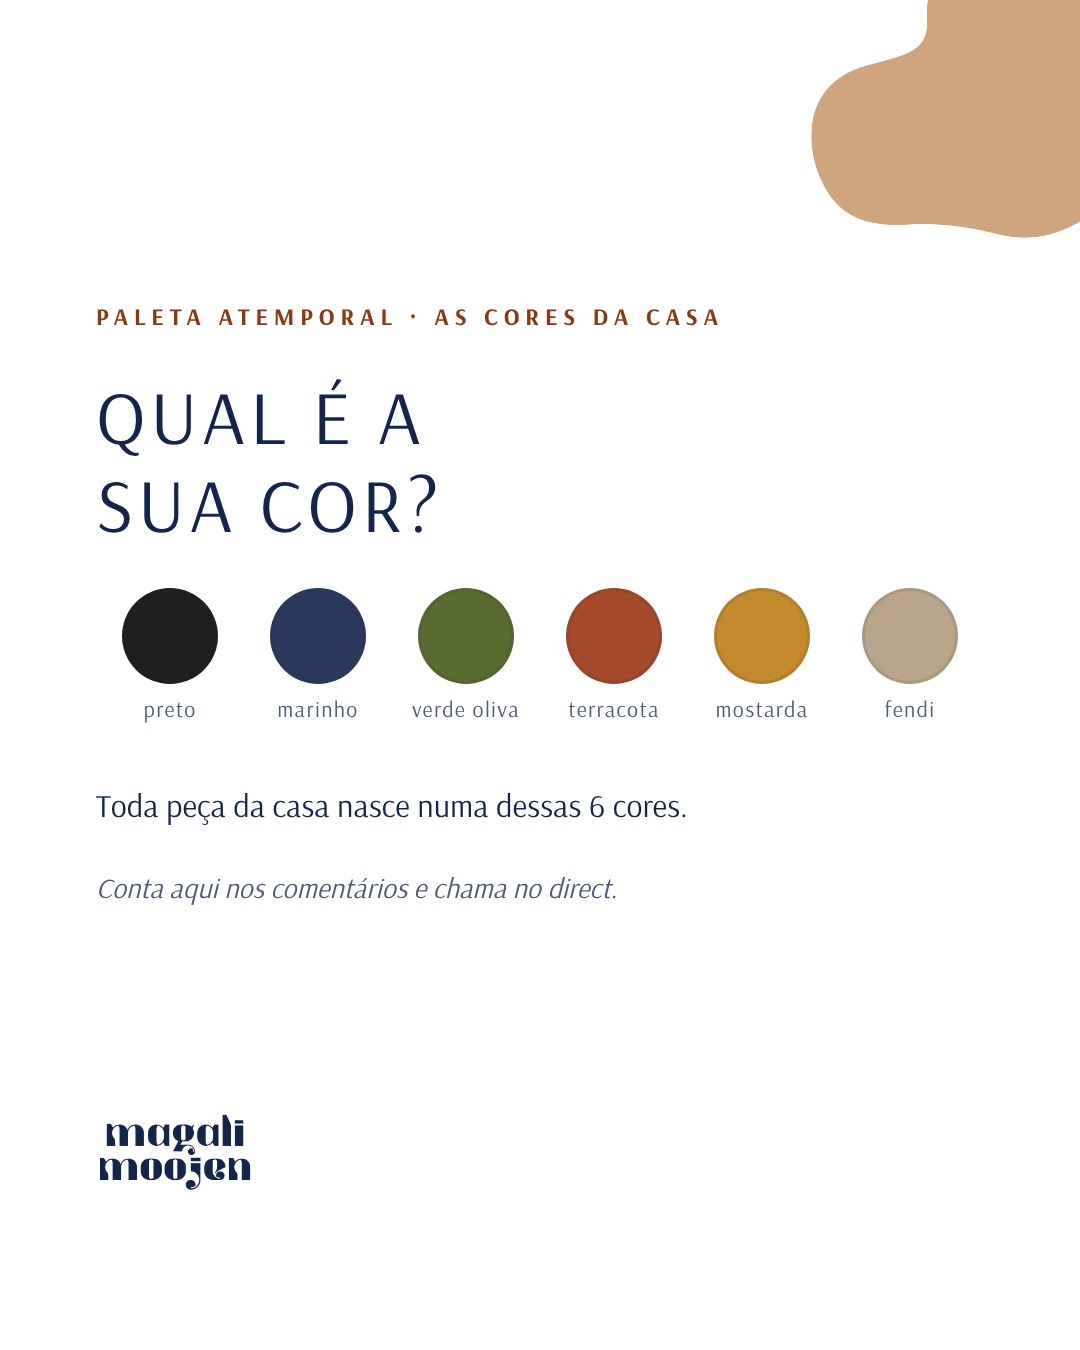 PALETA ATEMPORAL · AS CORES DA CASA
QUAL É A
SUA COR?
preto marinho verde oliva terracota mostarda fendi
Toda peça da casa nasce numa dessas 6 cores.
Conta aqui nos comentários e chama no direct.
magali
moojen